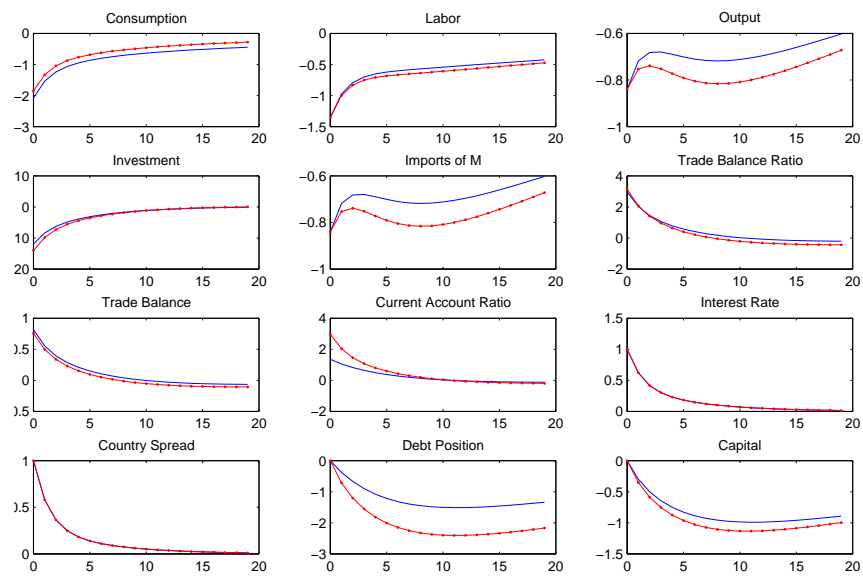 Consumption
0
−1
−2
−3
0 5 10 15 20
Labor
0
−0.5
−1
−1.5
0 5 10 15 20
Output
−0.6
−0.8
−1
0 5 10 15 20
Investment
10
0
10
20
0 5 10 15 20
Imports of M
−0.6
−0.8
−1
0 5 10 15 20
Trade Balance Ratio
4
2
0
−2
0 5 10 15 20
Trade Balance
1
0.5
0
0.5
0 5 10 15 20
Current Account Ratio
4
2
0
−2
0 5 10 15 20
Interest Rate
1.5
1
0.5
0
0 5 10 15 20
Country Spread
1
0.5
0
0 5 10 15 20
Debt Position
0
−1
−2
−3
0 5 10 15 20
Capital
0
−0.5
−1
−1.5
0 5 10 15 20